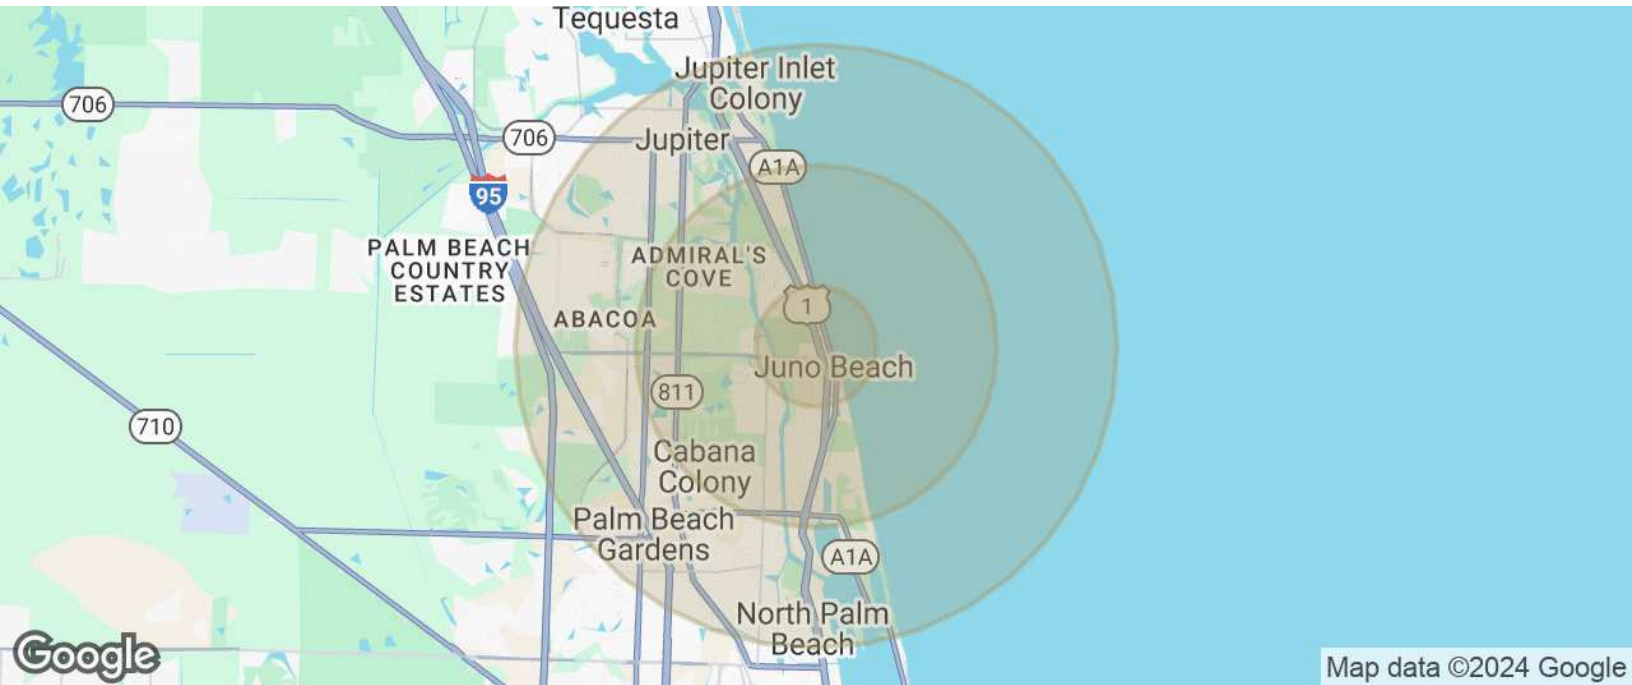 Tequesta
Jupiter Inlet
Colony
706
706
Jupiter
A1A
95
PALM BEACH
COUNTRY
ESTATES
ADMIRAL'S
COVE
1
ABACOA
Juno Beach
811
710
Cabana
Colony
Palm Beach
Gardens
A1A
North Palm
Beach
Google
Map data ©2024 Google